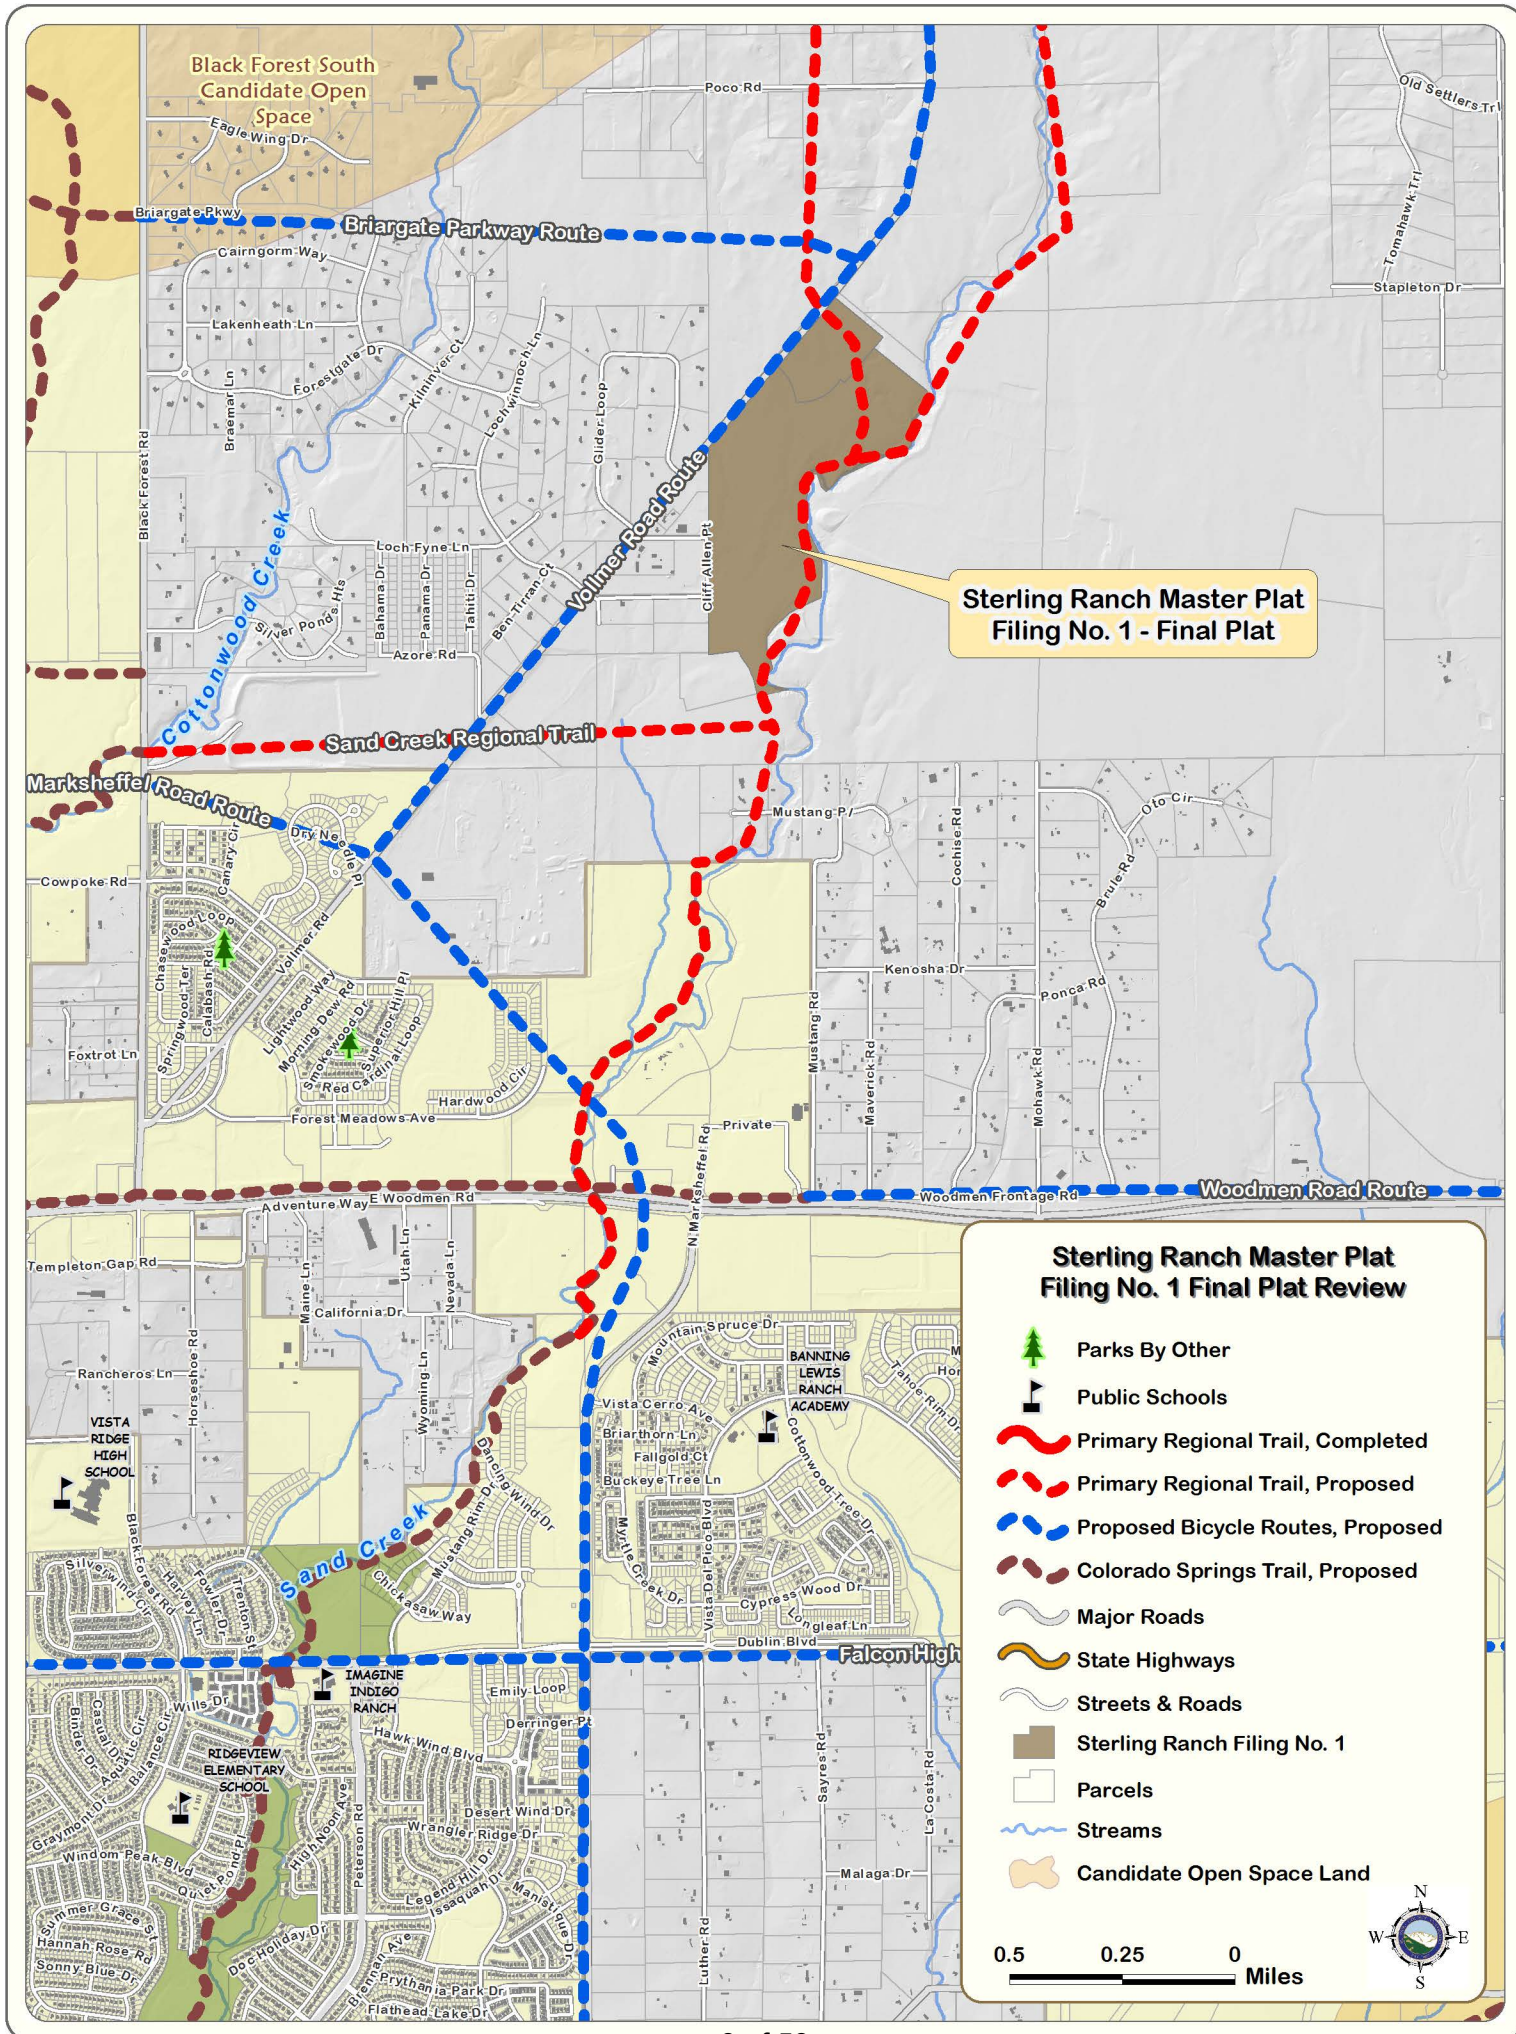 Black Forest South
Candidate Open
Space
Eagle Wing Dr
Poco Rd
Old Settlers Trl
Tomahawk Trl
Briargate Pkwy
Briargate Parkway Route
Cairngorm Way
Stapleton Dr
Lakenheath Ln
Forestgate Dr
Kilninver Ct
Lochwinnoch Ln
Braemar Ln
Glider Loop
Black Forest Rd
Vollmer Road Route
Cliff Allen Pt
Loch Fyne Ln
Cottonwood Creek
Bahama Dr
Panama Dr
Tahiti Dr
Ben Tirran Ct
Silver Ponds Hts
Azore Rd
Sterling Ranch Master Plat
Filing No. 1 - Final Plat
Sand Creek Regional Trail
Marksheffel Road Route
Mustang Pl
Oto Cir
Dry Needle Pl
Canary Cir
Cochise Rd
Brule Rd
Cowpoke Rd
Chasewood Loop
Vollmer Rd
Springwood Ter
Calabash Rd
Lightwood Way
Morning Dew Rd
Smokewood Dr
Superior Hill Pl
Red Cardinal Loop
Kenosha Dr
Ponca Rd
Mustang Rd
Maverick Rd
Mohawk Rd
Foxtrot Ln
Hardwood Cir
Forest Meadows Ave
Private
N Marksheffel Rd
E Woodmen Rd
Adventure Way
Woodmen Frontage Rd
Woodmen Road Route
Templeton Gap Rd
Maine Ln
Utah Ln
Nevada Ln
California Dr
Horseshoe Rd
Rancheros Ln
Wyoming Ln
Mountain Spruce Dr
BANNING
LEWIS
RANCH
ACADEMY
Tahoe Rim Dr
M
Hor
Vista Cerro Ave
Briarthorn Ln
Fallgold Ct
Buckeye Tree Ln
Cottonwood Tree Dr
VISTA
RIDGE
HIGH
SCHOOL
Dancing Wind Dr
Mustang Rim Dr
Sand Creek
Myrtle Creek Dr
Vista Del Pico Blvd
Cypress Wood Dr
Longleaf Ln
Chickasaw Way
Black Forest Rd
Silverwind Cir
Harvey Ln
Fowler Dr
Trenton St
Dublin Blvd
Falcon High
IMAGINE
INDIGO
RANCH
Emily Loop
Derringer Pt
Wills Dr
Casual Dr
Binder Dr
Aquatic Cir
Balance Cir
Hawk Wind Blvd
RIDGEVIEW
ELEMENTARY
SCHOOL
Graymont Dr
Windom Peak Blvd
Quiet Pond Pl
High Noon Ave
Peterson Rd
Desert Wind Dr
Wrangler Ridge Dr
Legend Hill Dr
Issaquah Dr
Manistique Dr
Sayres Rd
La Costa Rd
Malaga Dr
Luther Rd
Summer Grace St
Hannah Rose Rd
Sonny Blue Dr
Doc Holiday Dr
Brennan Ave
Prythania Park Dr
Flathead Lake Dr
Sterling Ranch Master Plat
Filing No. 1 Final Plat Review
Parks By Other
Public Schools
Primary Regional Trail, Completed
Primary Regional Trail, Proposed
Proposed Bicycle Routes, Proposed
Colorado Springs Trail, Proposed
Major Roads
State Highways
Streets & Roads
Sterling Ranch Filing No. 1
Parcels
Streams
Candidate Open Space Land
N
W E
S
0.5 0.25 0
Miles